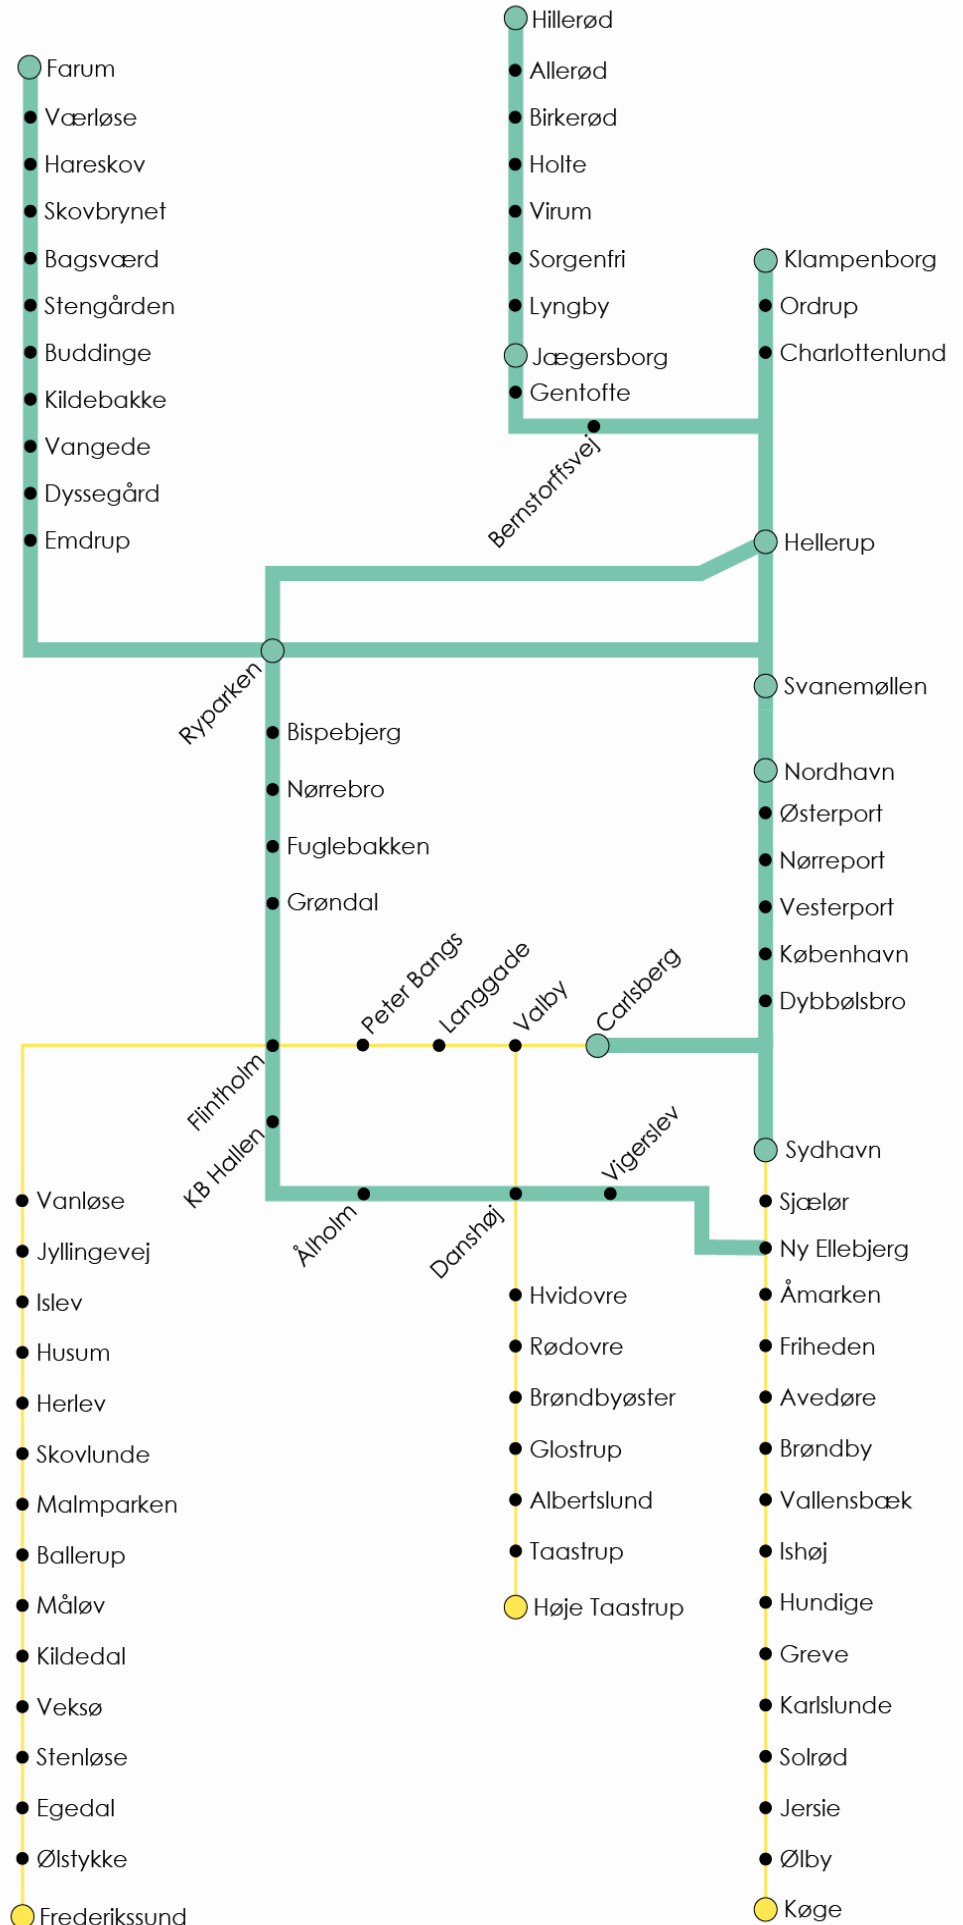 Hillerød
Allerød
Birkerød
Holte
Virum
Sorgenfri
Lyngby
Jægersborg
Gentofte
Bernstorffsvej
Farum
Værløse
Hareskov
Skovbrynet
Bagsværd
Stengården
Buddinge
Kildebakke
Vangede
Dyssegård
Emdrup
Klampenborg
Ordrup
Charlottenlund
Hellerup
Svanemøllen
Nordhavn
Østerport
Nørreport
Vesterport
København
Dybbølsbro
Sydhavn
Sjælør
Ny Ellebjerg
Åmarken
Friheden
Avedøre
Brøndby
Vallensbæk
Ishøj
Hundige
Greve
Karlslunde
Solrød
Jersie
Ølby
Køge
Ryparken
Bispebjerg
Nørrebro
Fuglebakken
Grøndal
Flintholm
KB Hallen
Ålholm
Danshøj
Vigerslev
Peter Bangs
Langgade
Valby
Carlsberg
Hvidovre
Rødovre
Brøndbyøster
Glostrup
Albertslund
Taastrup
Høje Taastrup
Vanløse
Jyllingevej
Islev
Husum
Herlev
Skovlunde
Malmparken
Ballerup
Måløv
Kildedal
Veksø
Stenløse
Egedal
Ølstykke
Frederikssund